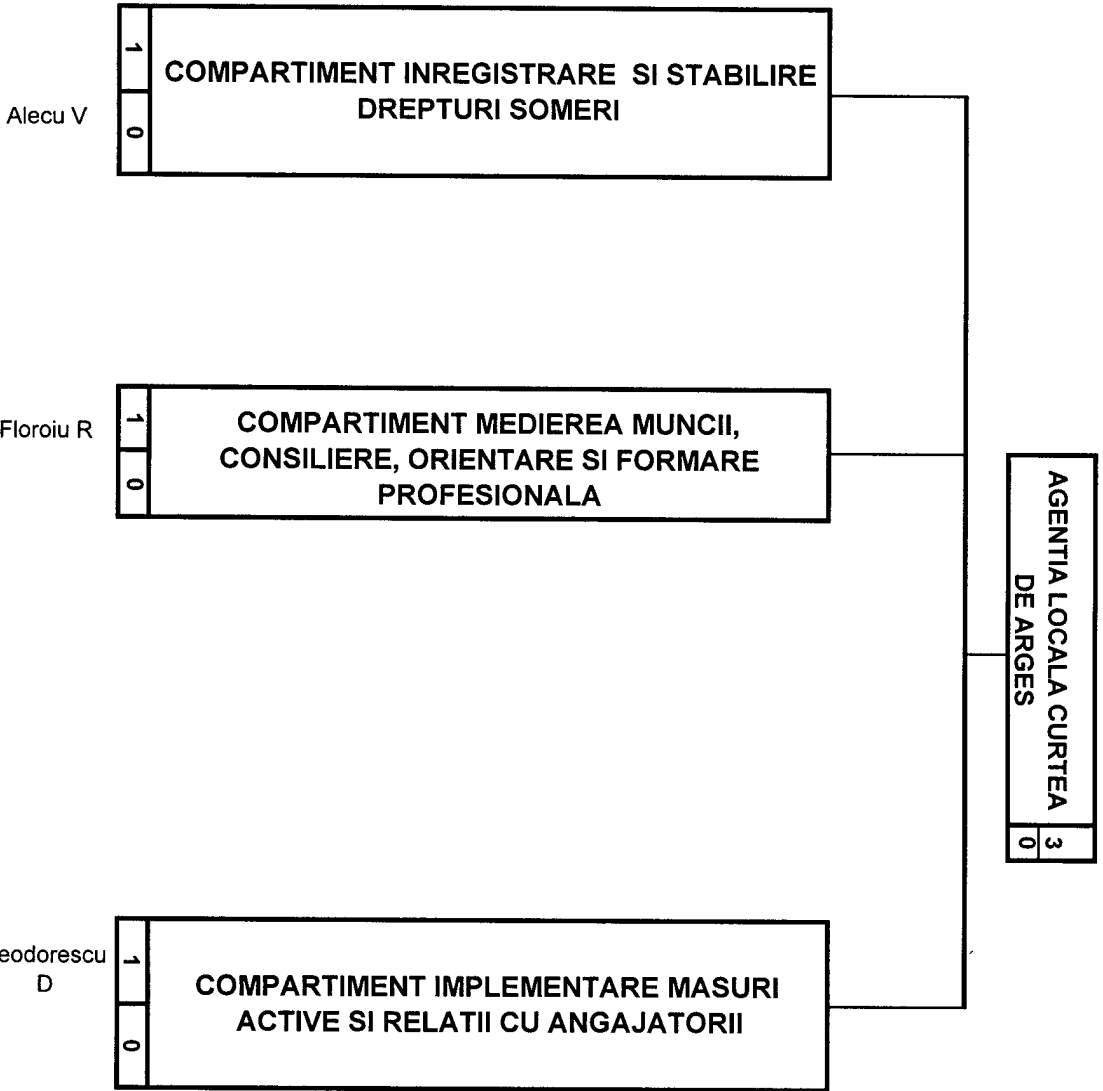 AGENTIA LOCALA CURTEA
DE ARGES
3
0
COMPARTIMENT INREGISTRARE SI STABILIRE
DREPTURI SOMERI
1
0
Alecu V
COMPARTIMENT MEDIEREA MUNCII,
CONSILIERE, ORIENTARE SI FORMARE
PROFESIONALA
1
0
Floroiu R
COMPARTIMENT IMPLEMENTARE MASURI
ACTIVE SI RELATII CU ANGAJATORII
1
0
eodorescu
D